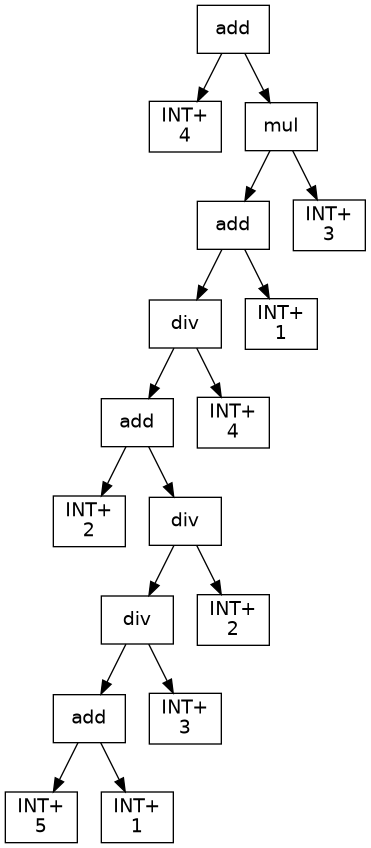 add
INT+
4
mul
add
INT+
3
div
INT+
1
add
INT+
4
INT+
2
div
div
INT+
2
add
INT+
3
INT+
5
INT+
1